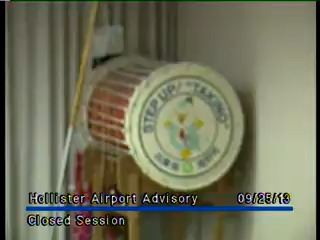 STEP UP! "TAKINO"
Hollister Airport Advisory 09/25/13
Closed Session